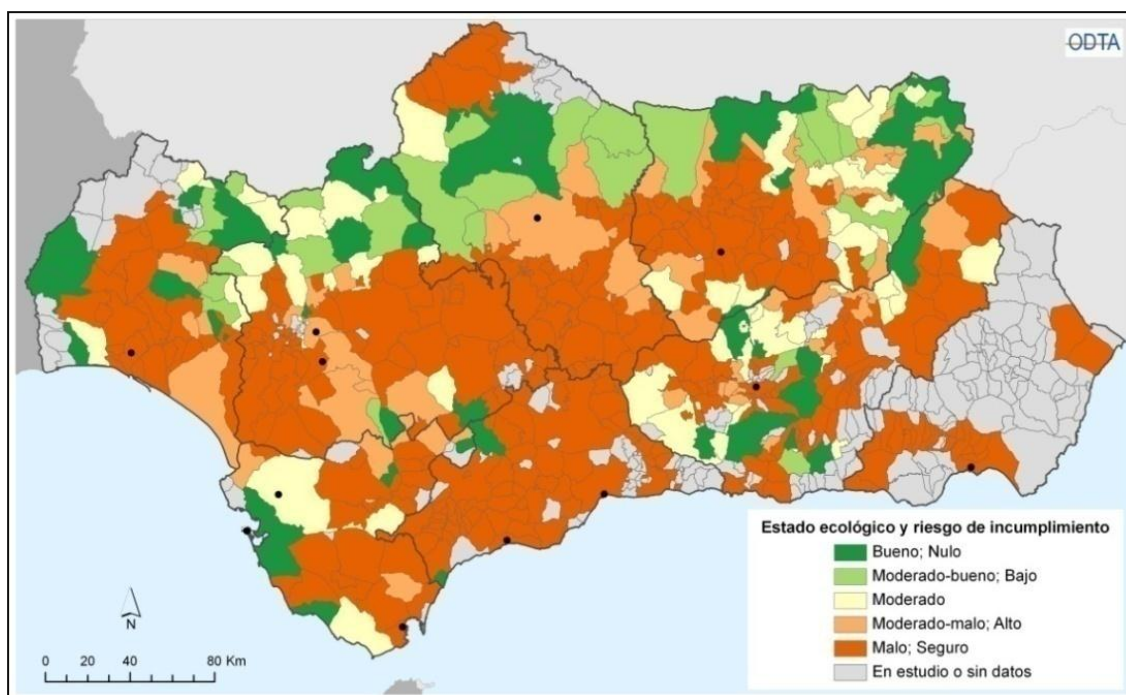 ODTA
Estado ecológico y riesgo de incumplimiento
Bueno; Nulo
Moderado-bueno; Bajo
Moderado
Moderado-malo; Alto
Malo; Seguro
En estudio o sin datos
N
0 20 40 80 Km